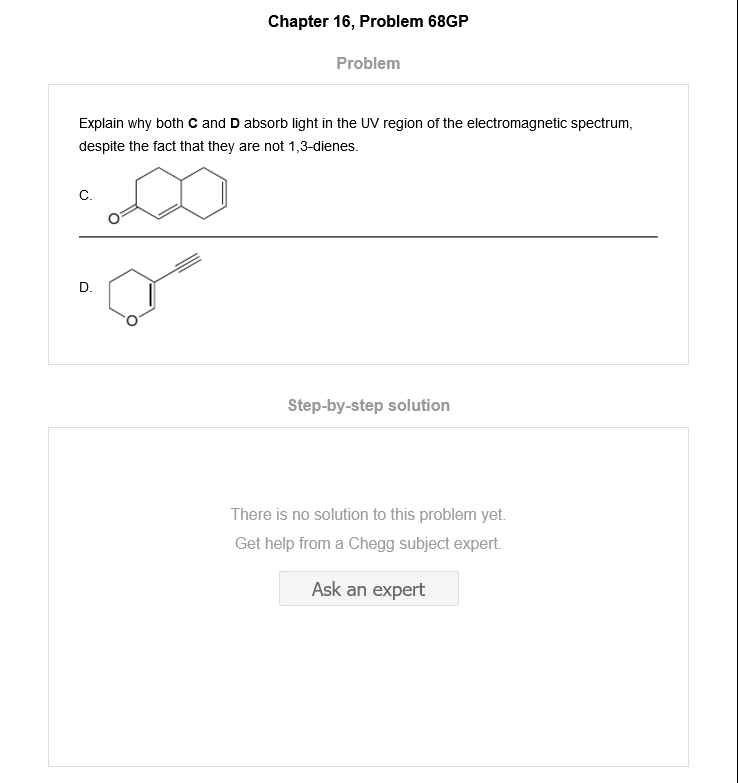 Chapter 16, Problem 68GP
Problem
Explain why both C and D absorb light in the UV region of the electromagnetic spectrum,
despite the fact that they are not 1,3-dienes.
C.
O
D.
O
Step-by-step solution
There is no solution to this problem yet.
Get help from a Chegg subject expert.
Ask an expert